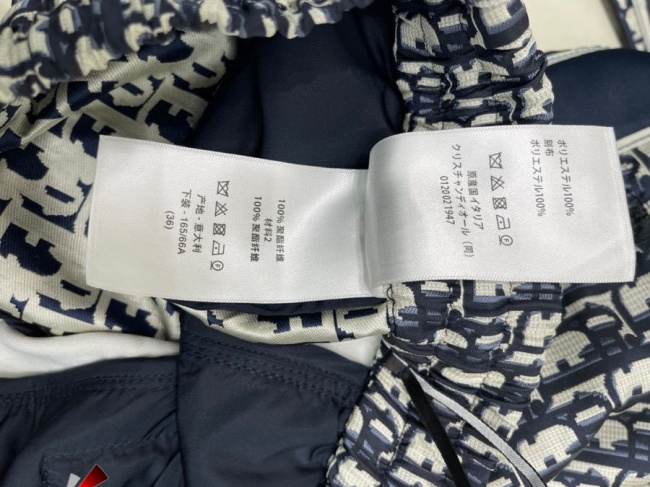 100% 聚酯纤维
材料2
100% 聚酯纤维
产地 - 意大利
下装 - 165/66A
(36)
ポリエステル100%
別布
ポリエステル100%
原産国イタリア
クリスチャンディオール（同）
0120021947